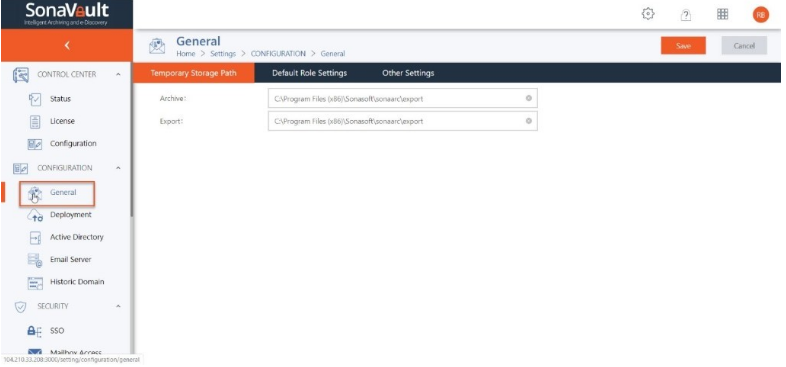 SonaVault
Intelligent Archiving and e-Discovery
RE
General
Home > Settings > CONFIGURATION > General
Save
Cancel
CONTROL CENTER
Status
License
Configuration
CONFIGURATION
General
Deployment
Active Directory
Email Server
Historic Domain
SECURITY
SSO
Mailbox Access
Temporary Storage Path
Default Role Settings
Other Settings
Archive:
C:\Program Files (x86)\Sonasoft\sonaarc\export
Export:
C:\Program Files (x86)\Sonasoft\sonaarc\export
104.210.33.208:3000/setting/configuration/general